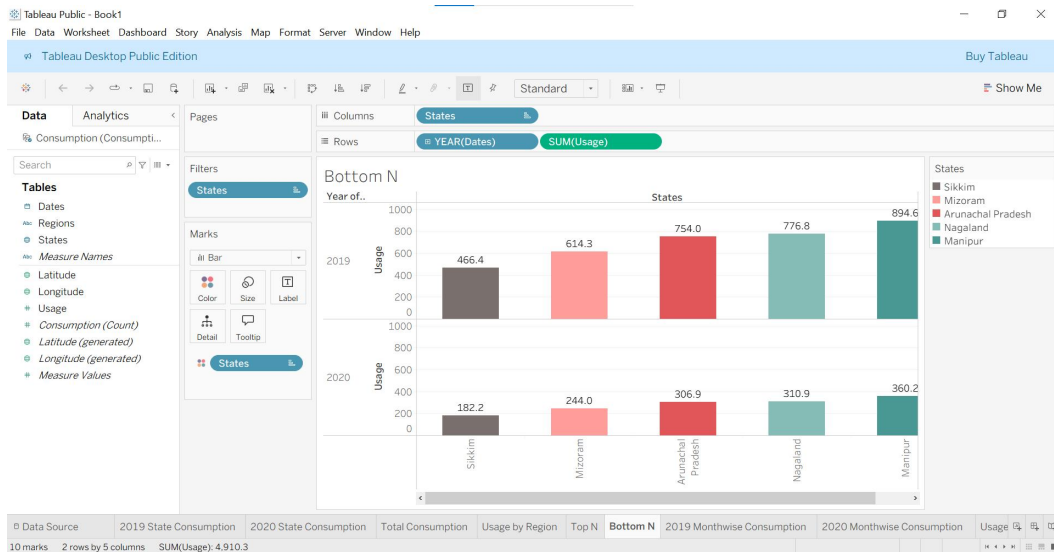 Tableau Public - Book1
File Data Worksheet Dashboard Story Analysis Map Format Server Window Help
Tableau Desktop Public Edition
Buy Tableau
Standard
Show Me
Data Analytics
Consumption (Consumpti...
Search
Tables
Dates
Abc Regions
States
Abc Measure Names
Latitude
Longitude
# Usage
# Consumption (Count)
Latitude (generated)
Longitude (generated)
# Measure Values
Pages
Filters
States
Marks
Bar
Color Size Label
Detail Tooltip
States
Columns States
Rows YEAR(Dates) SUM(Usage)
Bottom N
Year of.. States
2019
Usage
1000
800
600
400
200
0
466.4 614.3 754.0 776.8 894.6
2020
Usage
1000
800
600
400
200
0
182.2 244.0 306.9 310.9 360.2
Sikkim
Mizoram
Arunachal
Pradesh
Nagaland
Manipur
States
Sikkim
Mizoram
Arunachal Pradesh
Nagaland
Manipur
Data Source 2019 State Consumption 2020 State Consumption Total Consumption Usage by Region Top N Bottom N 2019 Monthwise Consumption 2020 Monthwise Consumption Usage
10 marks 2 rows by 5 columns SUM(Usage): 4,910.3